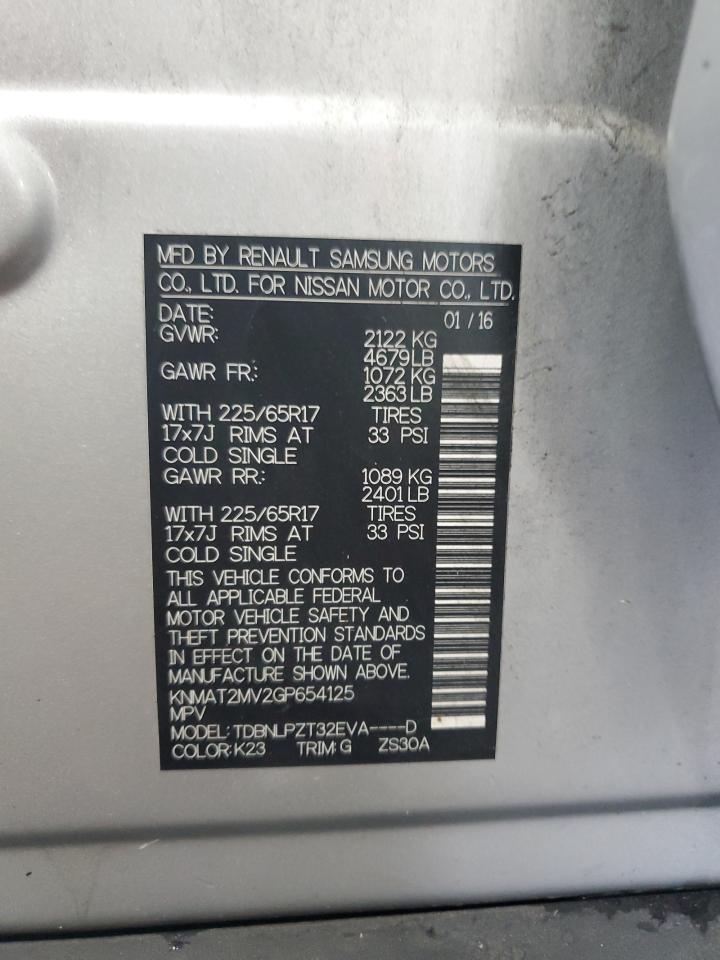 MFD BY RENAULT SAMSUNG MOTORS
CO., LTD. FOR NISSAN MOTOR CO., LTD.
DATE: 01 / 16
GVWR: 2122 KG
4679LB
GAWR FR.: 1072 KG
2363 LB
WITH 225/65R17 TIRES
17x7J RIMS AT 33 PSI
COLD SINGLE
GAWR RR.: 1089 KG
2401LB
WITH 225/65R17 TIRES
17x7J RIMS AT 33 PSI
COLD SINGLE
THIS VEHICLE CONFORMS TO
ALL APPLICABLE FEDERAL
MOTOR VEHICLE SAFETY AND
THEFT PREVENTION STANDARDS
IN EFFECT ON THE DATE OF
MANUFACTURE SHOWN ABOVE.
KNMAT2MV2GP654125
MPV
MODEL: TDBNLPZT32EVA----D
COLOR:K23 TRIM:G ZS30A